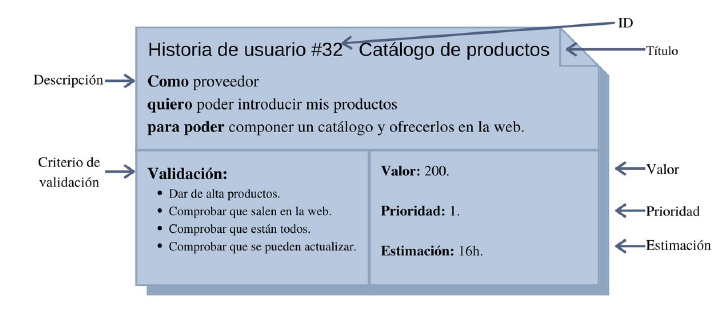 ID
Historia de usuario #32 Catálogo de productos
Título
Descripción
Como proveedor
quiero poder introducir mis productos
para poder componer un catálogo y ofrecerlos en la web.
Criterio de
validación
Validación:
• Dar de alta productos.
• Comprobar que salen en la web.
• Comprobar que están todos.
• Comprobar que se pueden actualizar.
Valor: 200.
Prioridad: 1.
Estimación: 16h.
Valor
Prioridad
Estimación